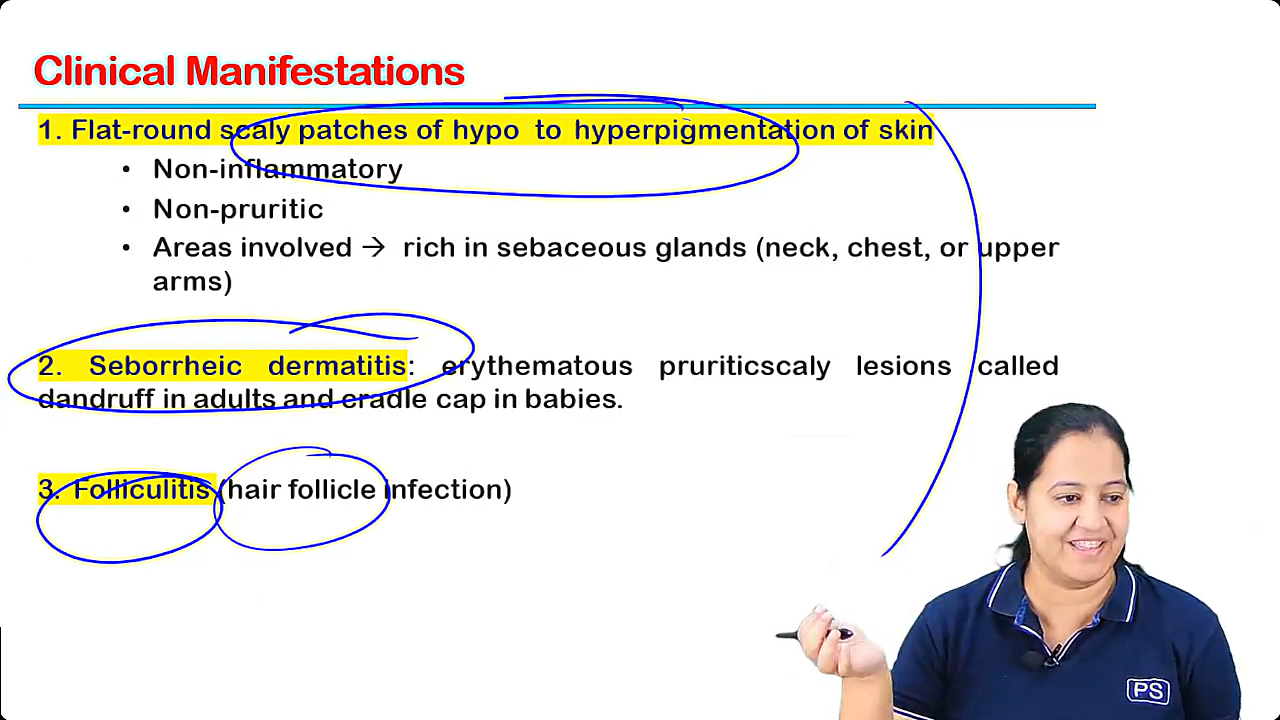 Clinical Manifestations
1. Flat-round scaly patches of hypo to hyperpigmentation of skin
• Non-inflammatory
• Non-pruritic
• Areas involved → rich in sebaceous glands (neck, chest, or upper
arms)
2. Seborrheic dermatitis: erythematous pruriticscaly lesions called
dandruff in adults and cradle cap in babies.
3. Folliculitis (hair follicle infection)
PS